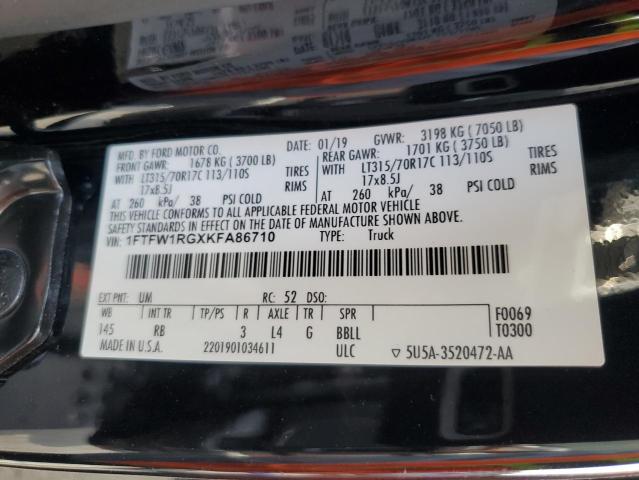 MFD. BY FORD MOTOR CO.
01/19
GVWR: 3198 KG ( 7050 LB)
FRONT GAWR: 1678 KG ( 3700 LB)
REAR GAWR: 1701 KG ( 3750 LB)
WITH LT315/70R17C 113/110S TIRES
WITH LT315/70R17C 113/110S TIRES
17x8.5J RIMS
17x8.5J RIMS
AT 260 kPa/ 38 PSI COLD
AT 260 kPa/ 38 PSI COLD
THIS VEHICLE CONFORMS TO ALL APPLICABLE FEDERAL MOTOR VEHICLE
SAFETY STANDARDS IN EFFECT ON THE DATE OF MANUFACTURE SHOWN ABOVE.
VIN: 1FTFW1RGXKFA86710
TYPE: Truck
EXT PNT: UM RC: 52 DSO:
WB INT TR TP/PS R AXLE TR SPR
F0069
145 RB 3 L4 G BBLL
T0300
MADE IN U.S.A. 2201901034611 ULC ▽ 5U5A-3520472-AA